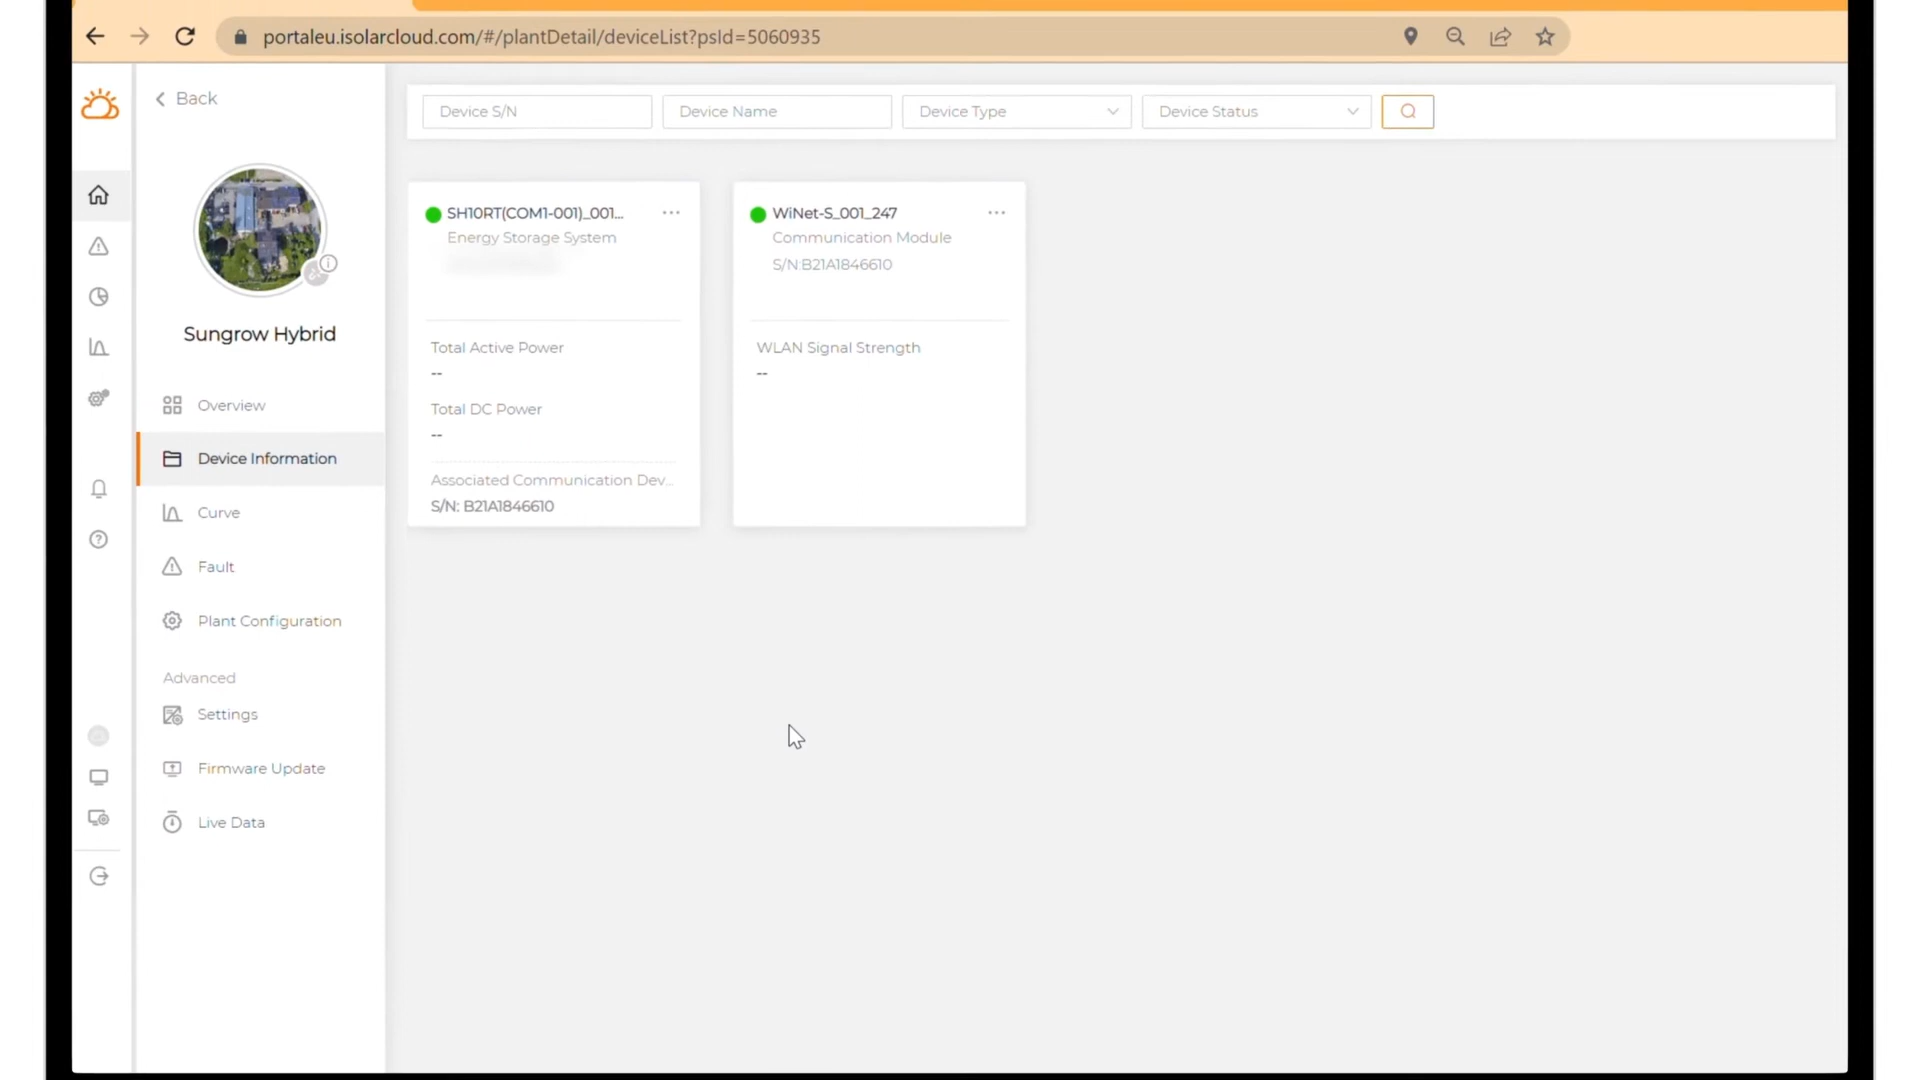 portaleu.isolarcloud.com/#/plantDetail/deviceList?psId=5060935
Back
Sungrow Hybrid
Overview
Device Information
Curve
Fault
Plant Configuration
Advanced
Settings
Firmware Update
Live Data
Device S/N
Device Name
Device Type
Device Status
SH10RT(COM1-001)_001...
Energy Storage System
Total Active Power
--
Total DC Power
--
Associated Communication Dev...
S/N: B21A1846610
WiNet-S_001_247
Communication Module
S/N:B21A1846610
WLAN Signal Strength
--